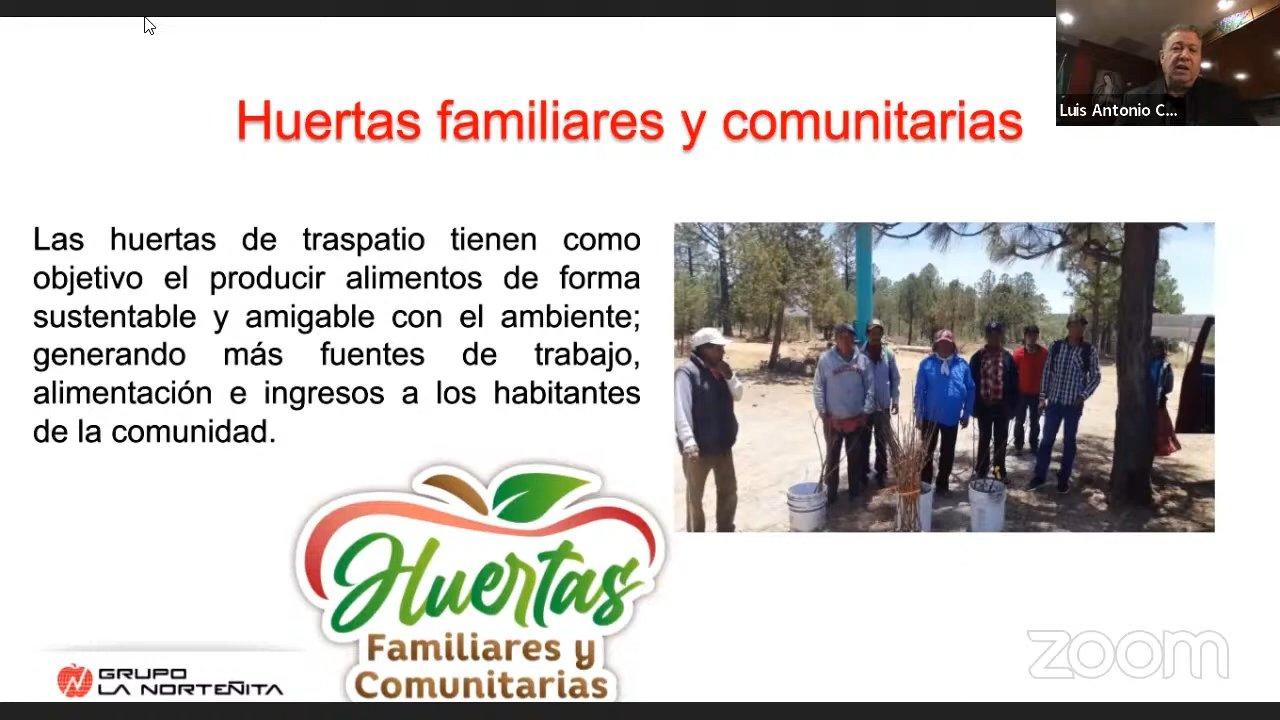 Huertas familiares y comunitarias
Luis Antonio C...
Las huertas de traspatio tienen como
objetivo el producir alimentos de forma
sustentable y amigable con el ambiente;
generando más fuentes de trabajo,
alimentación e ingresos a los habitantes
de la comunidad.
Huertas
Familiares y
Comunitarias
GRUPO
LA NORTEÑITA
zoom